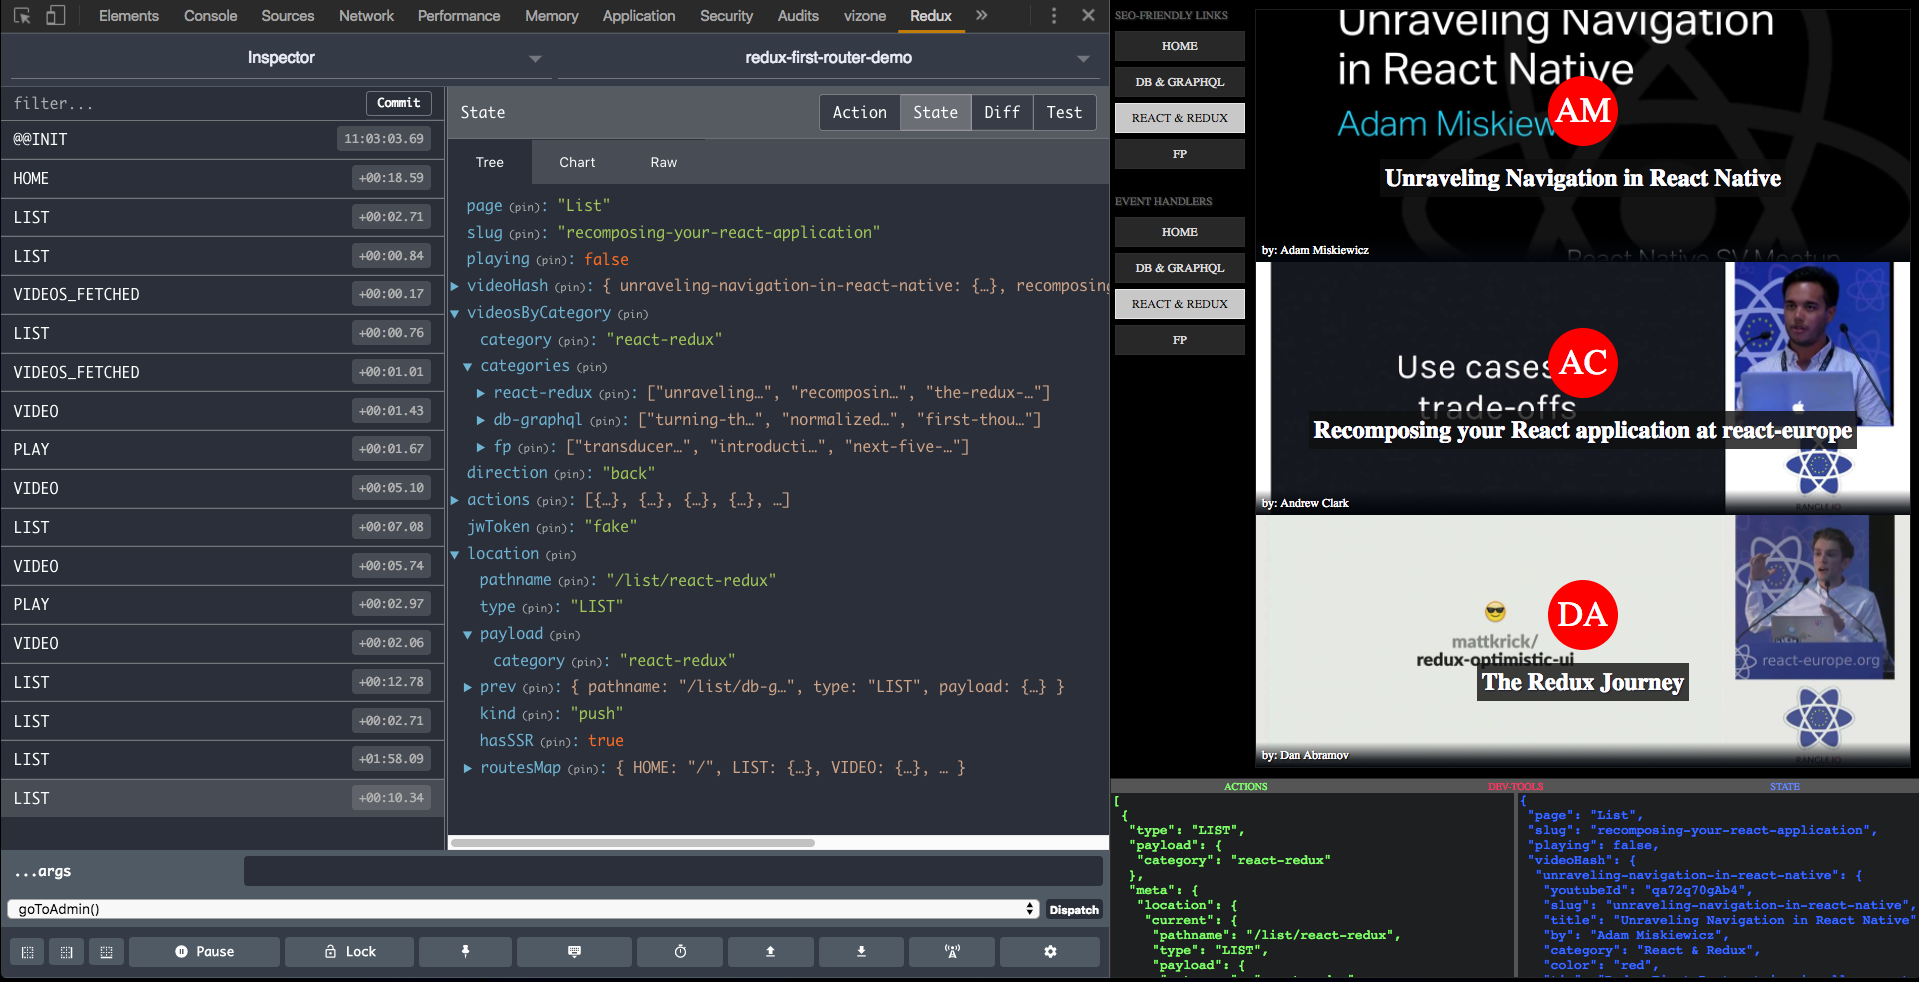 Elements Console Sources Network Performance Memory Application Security Audits vizone Redux »
Inspector
redux-first-router-demo
filter...
Commit
@@INIT 11:03:03.69
HOME +00:18.59
LIST +00:02.71
LIST +00:00.84
VIDEOS_FETCHED +00:00.17
LIST +00:00.76
VIDEOS_FETCHED +00:01.01
VIDEO +00:01.43
PLAY +00:01.67
VIDEO +00:05.10
LIST +00:07.08
VIDEO +00:05.74
PLAY +00:02.97
VIDEO +00:02.06
LIST +00:12.78
LIST +00:02.71
LIST +01:58.09
LIST +00:10.34
State
Action State Diff Test
Tree Chart Raw
page (pin): "List"
slug (pin): "recomposing-your-react-application"
playing (pin): false
videoHash (pin): { unraveling-navigation-in-react-native: {…}, recomposing
videosByCategory (pin)
category (pin): "react-redux"
categories (pin)
react-redux (pin): ["unraveling…", "recomposin…", "the-redux-…"]
db-graphql (pin): ["turning-th…", "normalized…", "first-thou…"]
fp (pin): ["transducer…", "introducti…", "next-five-…"]
direction (pin): "back"
actions (pin): [{…}, {…}, {…}, {…}, …]
jwToken (pin): "fake"
location (pin)
pathname (pin): "/list/react-redux"
type (pin): "LIST"
payload (pin)
category (pin): "react-redux"
prev (pin): { pathname: "/list/db-g…", type: "LIST", payload: {…} }
kind (pin): "push"
hasSSR (pin): true
routesMap (pin): { HOME: "/", LIST: {…}, VIDEO: {…}, … }
...args
goToAdmin()
Dispatch
Pause
Lock
SEO-FRIENDLY LINKS
HOME
DB & GRAPHQL
REACT & REDUX
FP
EVENT HANDLERS
HOME
DB & GRAPHQL
REACT & REDUX
FP
Unraveling Navigation
in React Native
Adam Miskiew
AM
Unraveling Navigation in React Native
React Native SV Meetup
by: Adam Miskiewicz
Use cases
AC
trade-offs
Recomposing your React application at react-europe
by: Andrew Clark
RANGLE.IO
DA
mattkrick/
redux-optimistic-ui
react-europe.org
The Redux Journey
by: Dan Abramov
ACTIONS
DEV-TOOLS
STATE
[
{
"type": "LIST",
"payload": {
"category": "react-redux"
},
"meta": {
"location": {
"current": {
"pathname": "/list/react-redux",
"type": "LIST",
"payload": {
{
"page": "List",
"slug": "recomposing-your-react-application",
"playing": false,
"videoHash": {
"unraveling-navigation-in-react-native": {
"youtubeId": "qa72q70gAb4",
"slug": "unraveling-navigation-in-react-native",
"title": "Unraveling Navigation in React Native"
"by": "Adam Miskiewicz",
"category": "React & Redux",
"color": "red",